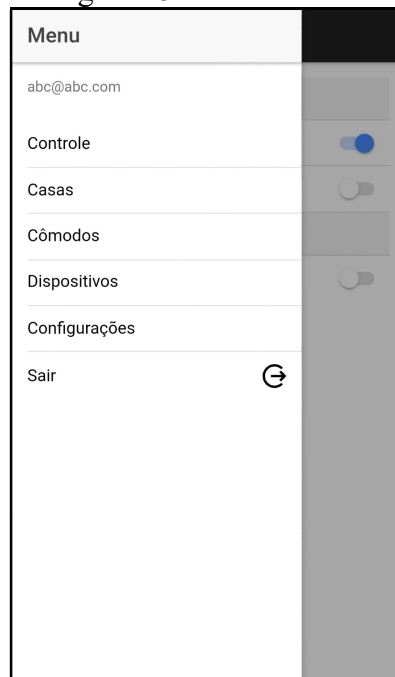 Menu
abc@abc.com
Controle
Casas
Cômodos
Dispositivos
Configurações
Sair